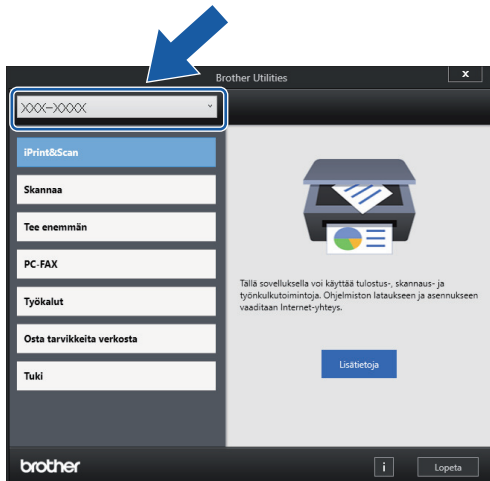 Brother Utilities
x
XXX-XXXX
iPrint&Scan
Skannaa
Tee enemmän
PC-FAX
Työkalut
Osta tarvikkeita verkosta
Tuki
Tällä sovelluksella voi käyttää tulostus-, skannaus- ja
työnkulkutoimintoja. Ohjelmiston lataukseen ja asennukseen
vaaditaan Internet-yhteys.
Lisätietoja
brother
i
Lopeta